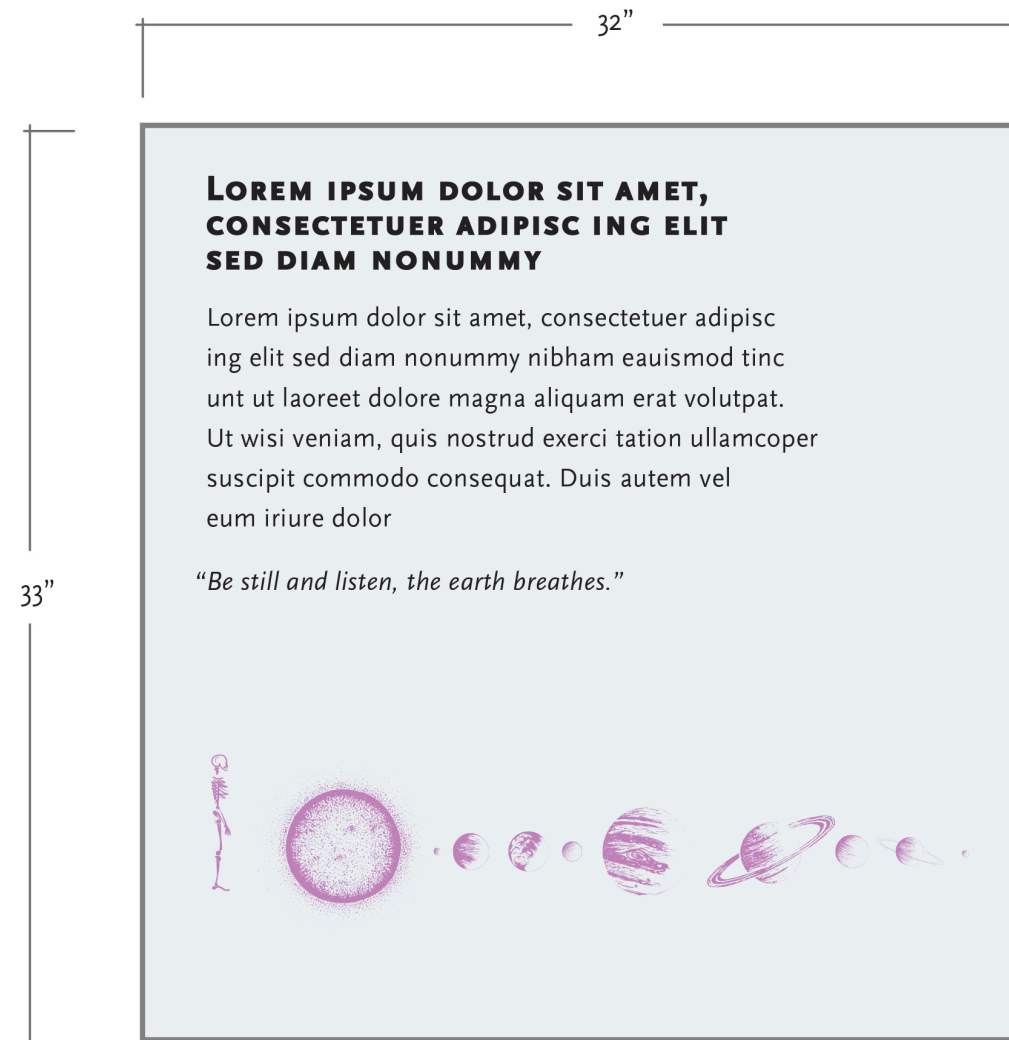 32”
LOREM IPSUM DOLOR SIT AMET,
CONSECTETUER ADIPISC ING ELIT
SED DIAM NONUMMY
Lorem ipsum dolor sit amet, consectetuer adipisc
ing elit sed diam nonummy nibham eauismod tinc
unt ut laoreet dolore magna aliquam erat volutpat.
Ut wisi veniam, quis nostrud exerci tation ullamcoper
suscipit commodo consequat. Duis autem vel
eum iriure dolor
“Be still and listen, the earth breathes.”
33”